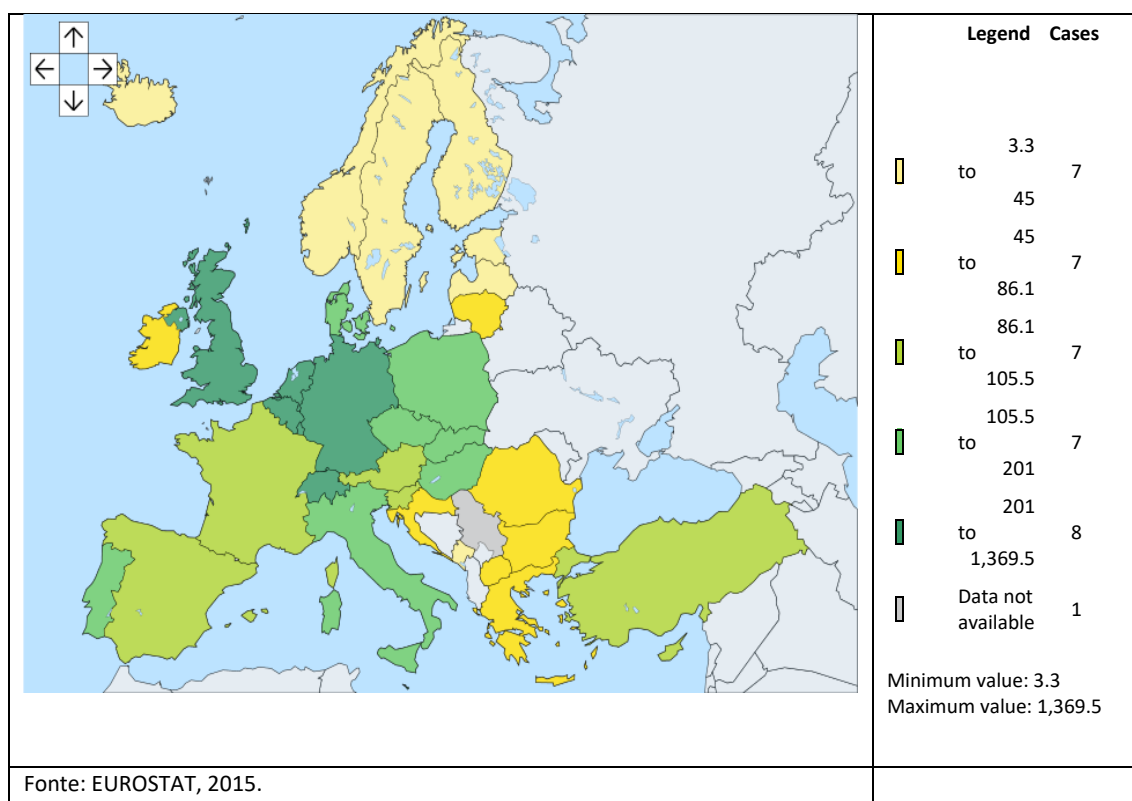 Legend Cases
3.3
to 7
45
45
to 7
86.1
86.1
to 7
105.5
105.5
to 7
201
201
to 8
1,369.5
Data not
available 1
Minimum value: 3.3
Maximum value: 1,369.5
Fonte: EUROSTAT, 2015.